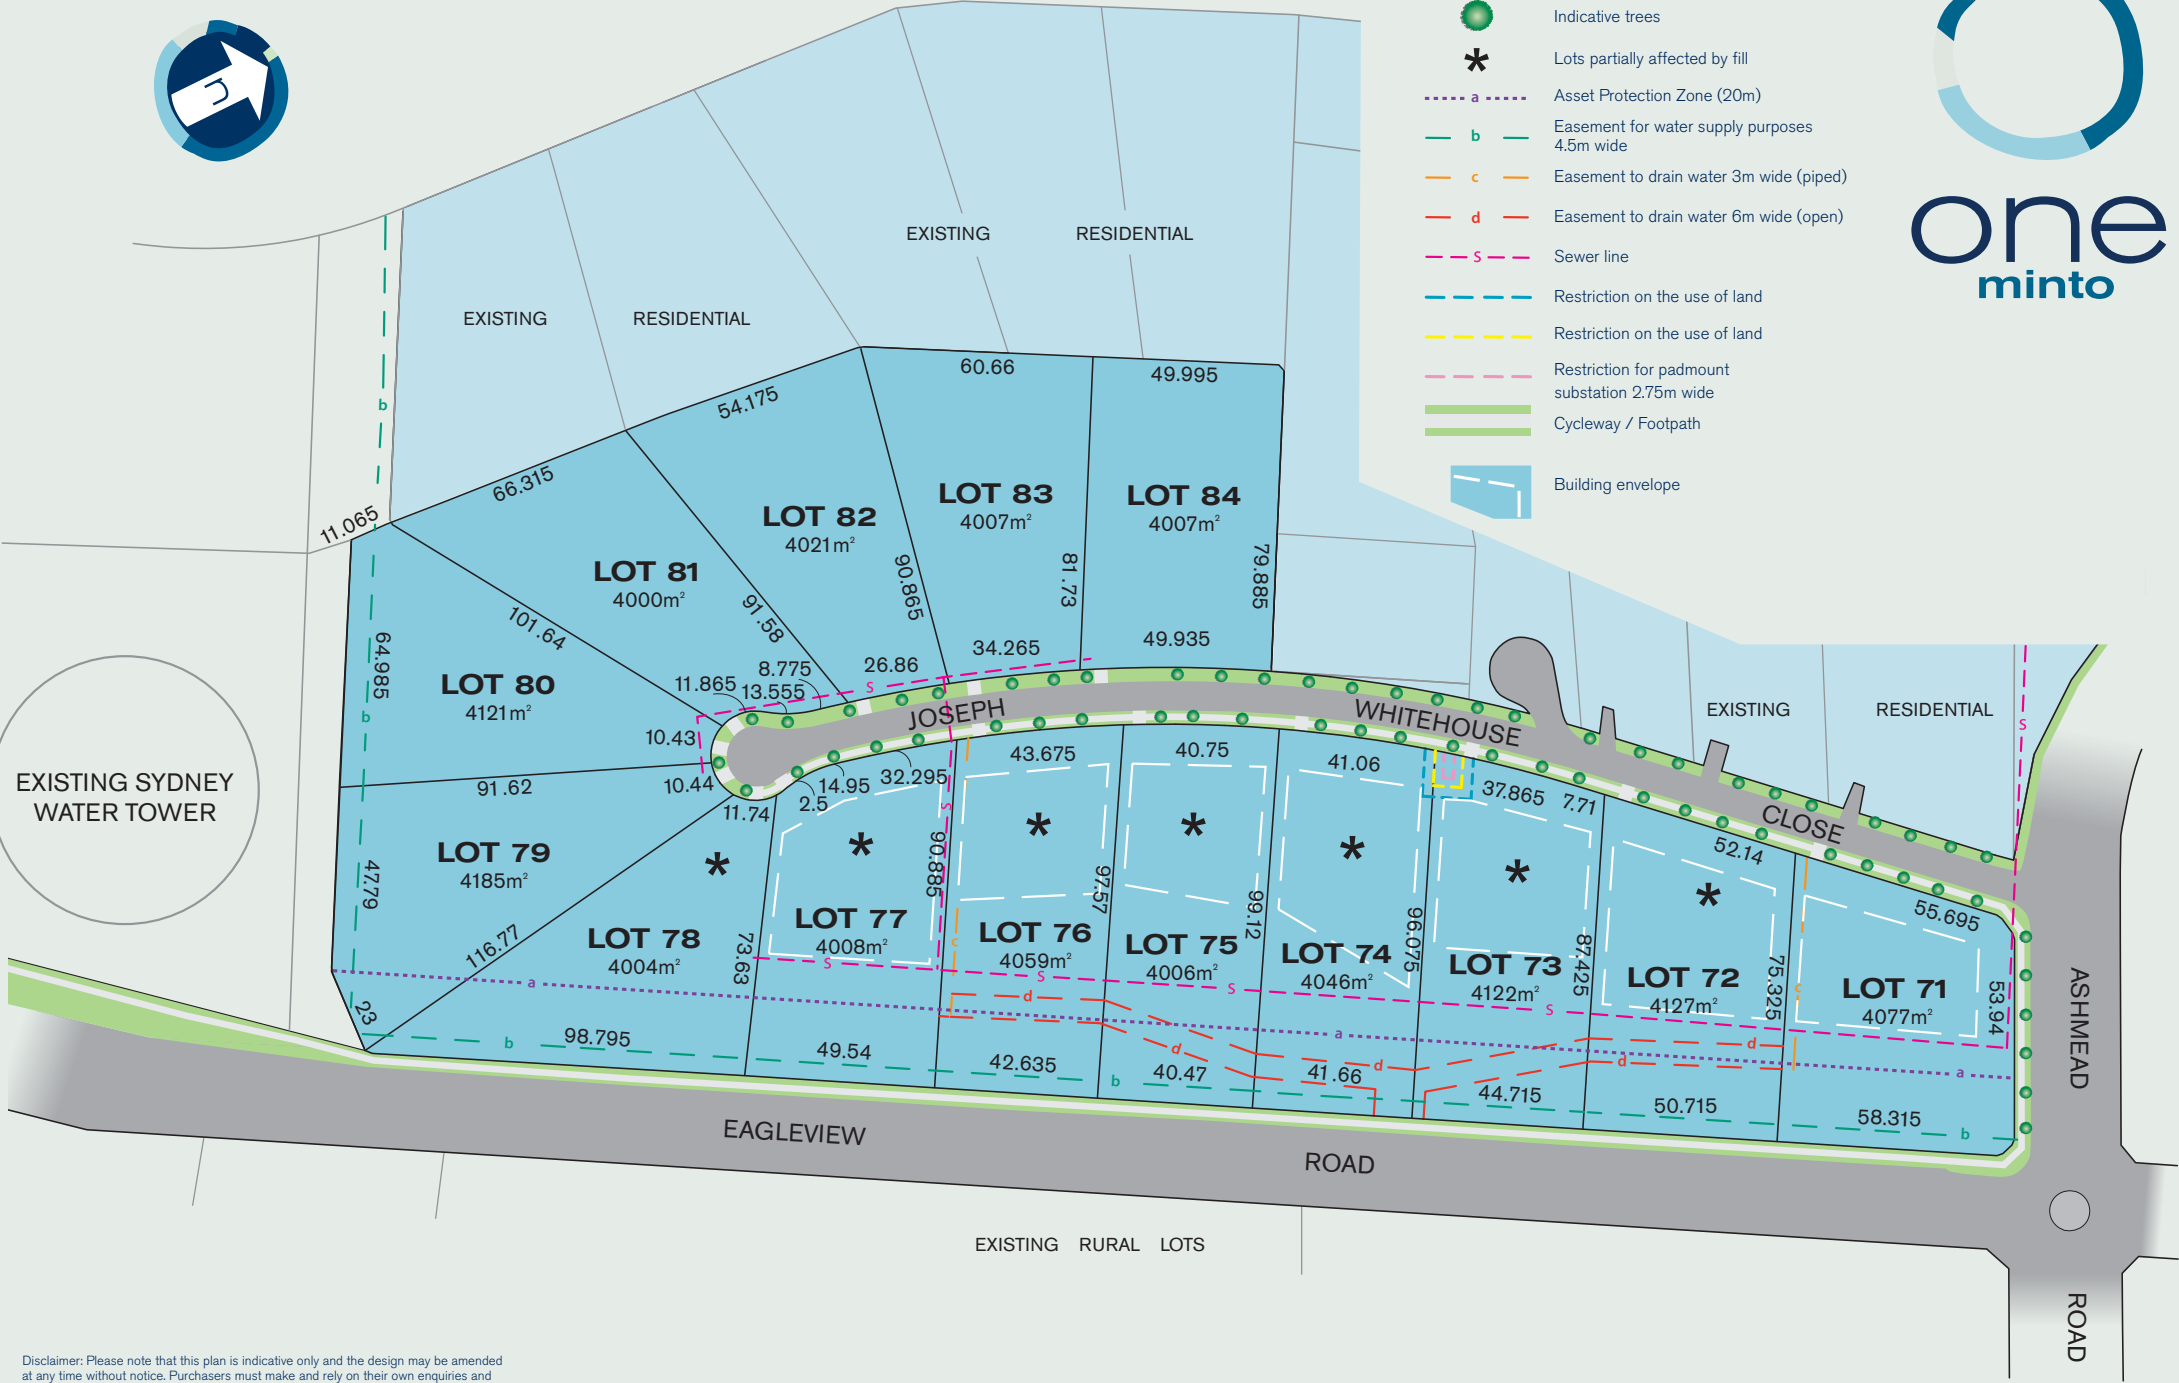 n
Indicative trees
* Lots partially affected by fill
a Asset Protection Zone (20m)
b Easement for water supply purposes
4.5m wide
c Easement to drain water 3m wide (piped)
d Easement to drain water 6m wide (open)
S Sewer line
Restriction on the use of land
Restriction on the use of land
Restriction for padmount
substation 2.75m wide
Cycleway / Footpath
Building envelope
one
minto
EXISTING RESIDENTIAL
EXISTING RESIDENTIAL
b
60.66
49.995
54.175
66.315
11.065
LOT 83
4007m²
LOT 84
4007m²
LOT 82
4021m²
LOT 81
4000m²
90.865
81.73
79.885
91.58
101.64
64.985
LOT 80
4121m²
b
34.265
49.935
26.86
8.775
13.555
11.865
S
10.43
10.44
JOSEPH WHITEHOUSE CLOSE
EXISTING RESIDENTIAL
S
EXISTING SYDNEY
WATER TOWER
91.62
11.74
2.5
14.95
32.295
43.675
40.75
41.06
37.865
7.71
52.14
55.695
LOT 79
4185m²
47.79
116.77
*
*
*
*
*
*
*
S
90.885
97.57
99.12
96.075
87.425
75.325
53.94
73.63
LOT 78
4004m²
LOT 77
4008m²
LOT 76
4059m²
LOT 75
4006m²
LOT 74
4046m²
LOT 73
4122m²
LOT 72
4127m²
LOT 71
4077m²
c
c
S
S
S
S
a
a
a
d
d
d
d
d
23
b
b
b
98.795
49.54
42.635
40.47
41.66
44.715
50.715
58.315
EAGLEVIEW ROAD
ASHMEAD ROAD
EXISTING RURAL LOTS
Disclaimer: Please note that this plan is indicative only and the design may be amended
at any time without notice. Purchasers must make and rely on their own enquiries and